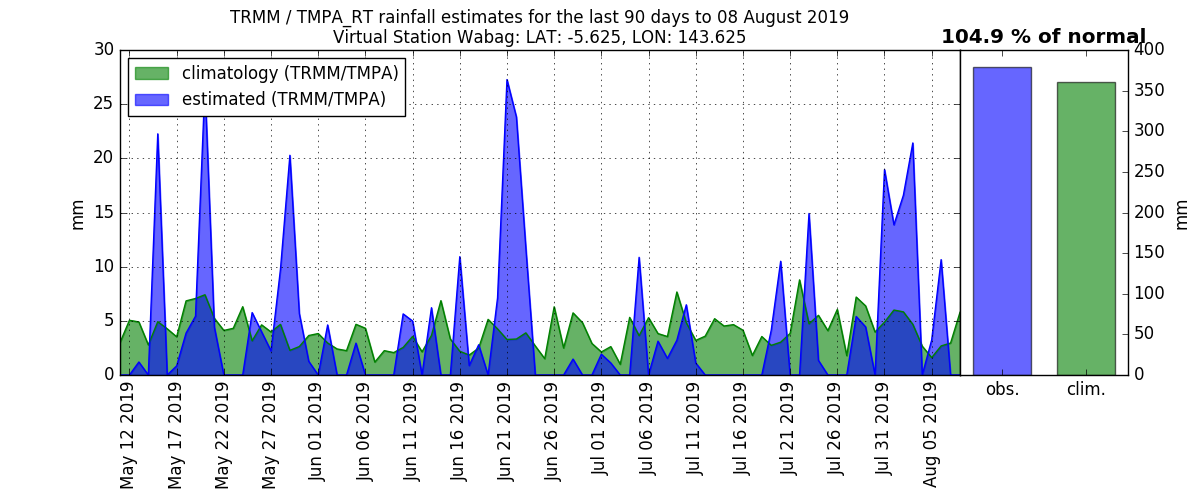 TRMM / TMPA_RT rainfall estimates for the last 90 days to 08 August 2019
Virtual Station Wabag: LAT: -5.625, LON: 143.625
104.9 % of normal
climatology (TRMM/TMPA)
estimated (TRMM/TMPA)
30
25
20
15
10
5
0
mm
May 12 2019
May 17 2019
May 22 2019
May 27 2019
Jun 01 2019
Jun 06 2019
Jun 11 2019
Jun 16 2019
Jun 21 2019
Jun 26 2019
Jul 01 2019
Jul 06 2019
Jul 11 2019
Jul 16 2019
Jul 21 2019
Jul 26 2019
Jul 31 2019
Aug 05 2019
obs.
clim.
400
350
300
250
200
150
100
50
0
mm